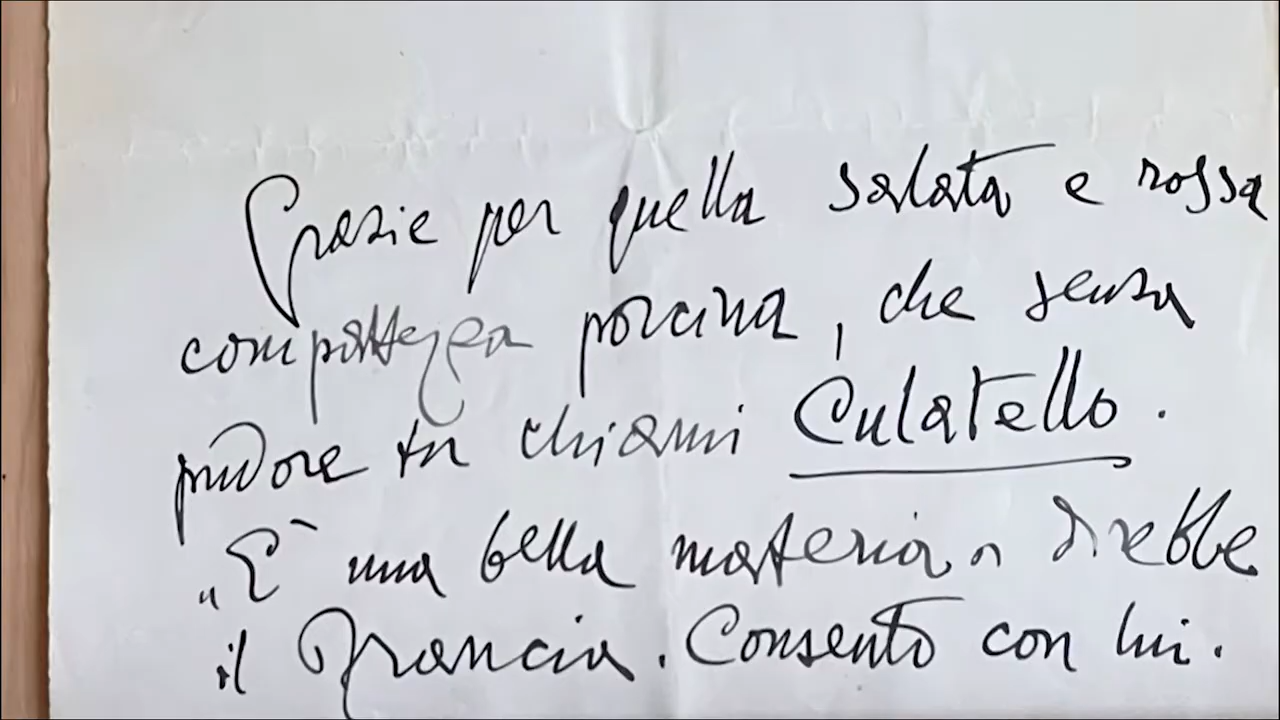 Grazie per quella salata e rossa
compattezza porcina, che senza
pudore tu chiami Culatello.
„È una bella materia" direbbe
il Francia. Consento con lui.